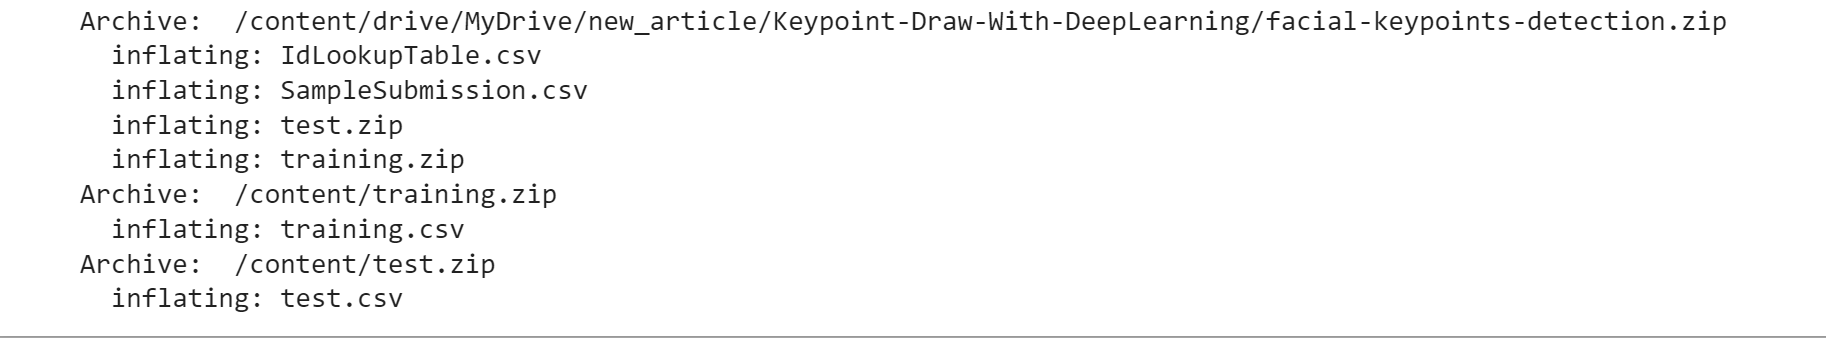 Archive:  /content/drive/MyDrive/new_article/Keypoint-Draw-With-DeepLearning/facial-keypoints-detection.zip
  inflating: IdLookupTable.csv
  inflating: SampleSubmission.csv
  inflating: test.zip
  inflating: training.zip
Archive:  /content/training.zip
  inflating: training.csv
Archive:  /content/test.zip
  inflating: test.csv